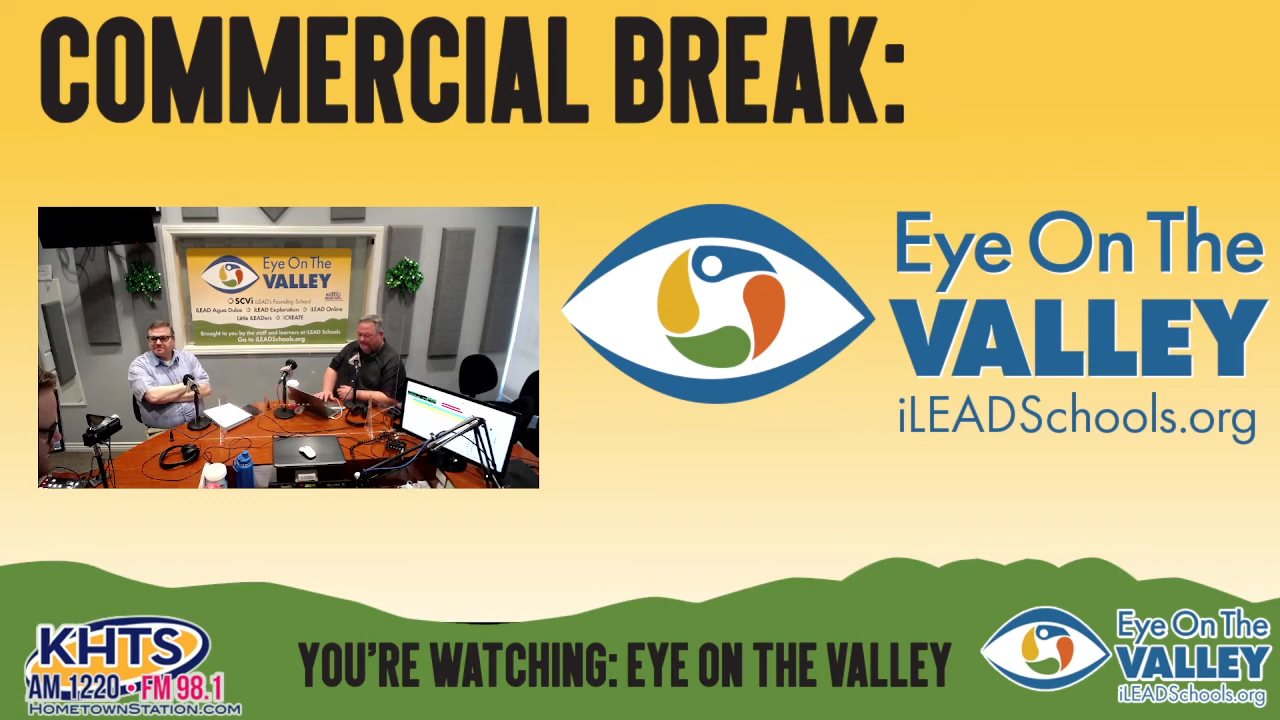 COMMERCIAL BREAK:
Eye On The
VALLEY
iLEAD's Founding School
SCVi
iLEAD Agua Dulce iLEAD Exploration iLEAD Online
Little iLEADers iCREATE
Brought to you by the staff and learners at iLEAD Schools
Go to iLEADSchools.org
Eye On The
VALLEY
iLEADSchools.org
KHTS
AM 1220 • FM 98.1
HOMETOWNSTATION.COM
YOU'RE WATCHING: EYE ON THE VALLEY
Eye On The
VALLEY
iLEADSchools.org